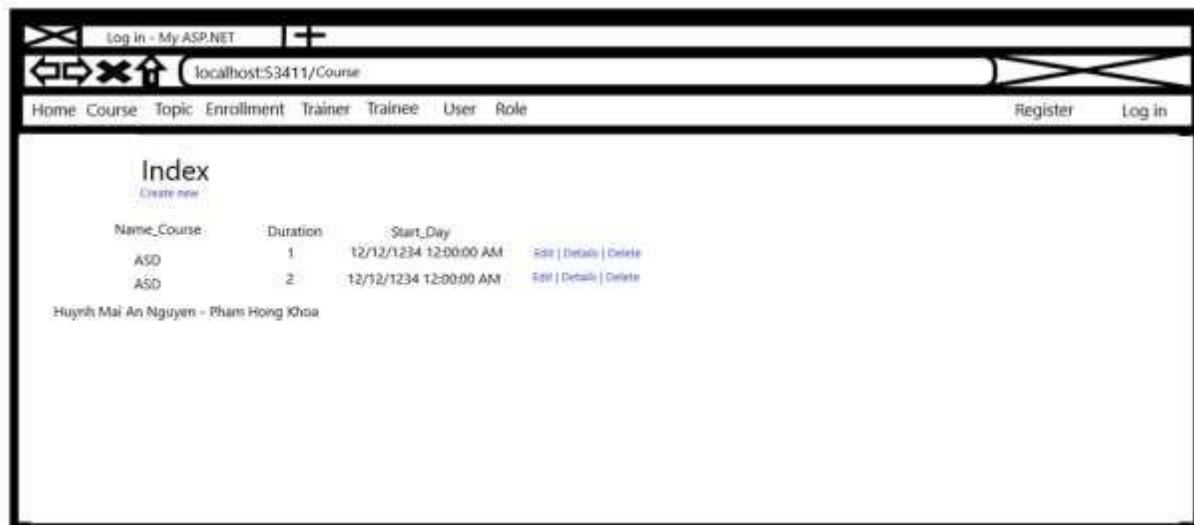 Log in - My ASP.NET
localhost:53411/Course
Home Course Topic Enrollment Trainer Trainee User Role Register Log in
Index
Create new
Name_Course Duration Start_Day
ASD 1 12/12/1234 12:00:00 AM Edit | Details | Delete
ASD 2 12/12/1234 12:00:00 AM Edit | Details | Delete
Huynh Mai An Nguyen - Pham Hong Khoa